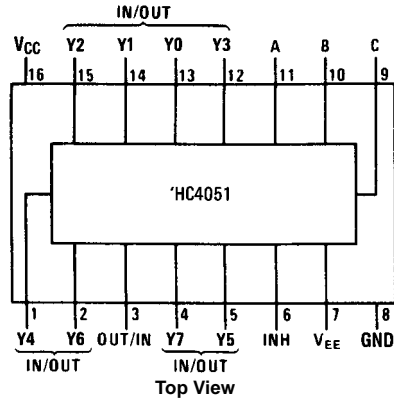 IN/OUT
VCC Y2 Y1 Y0 Y3 A B C
16 15 14 13 12 11 10 9
'HC4051
1 2 3 4 5 6 7 8
Y4 Y6 OUT/IN Y7 Y5 INH VEE GND
IN/OUT IN/OUT
Top View